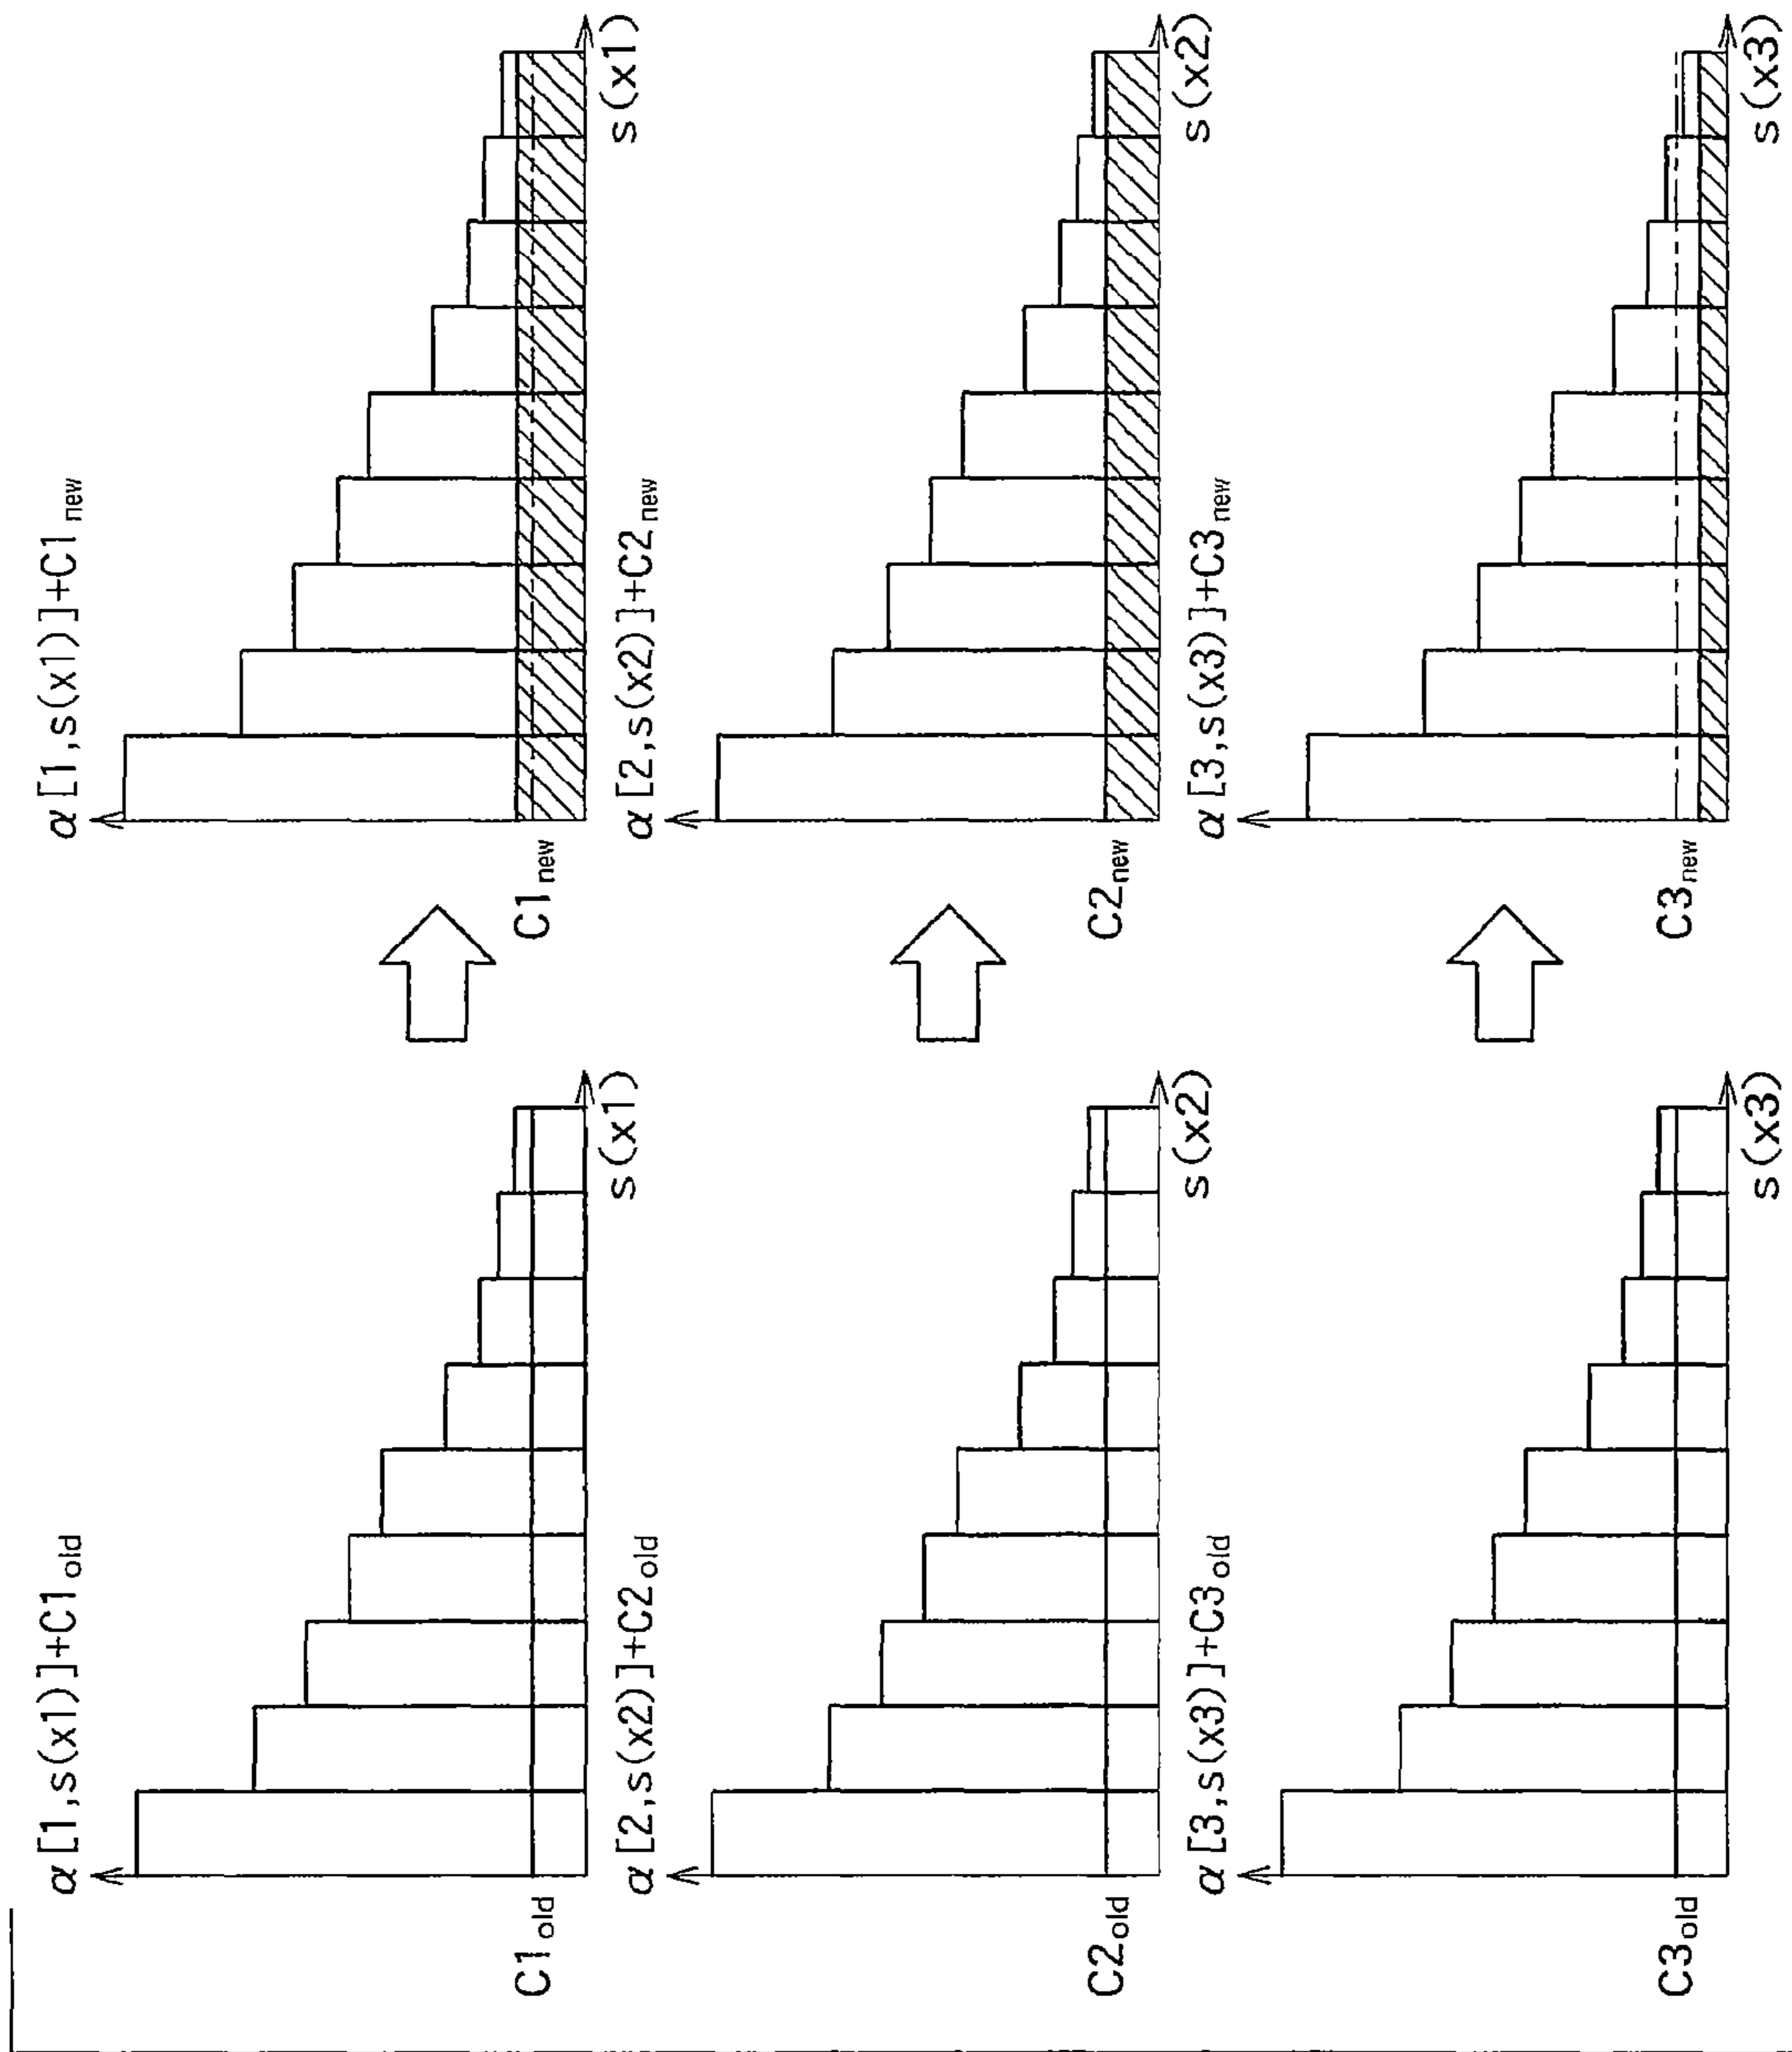 α[1,s(x1)]+C1old
C1old
s(x1)
α[1,s(x1)]+C1new
C1new
s(x1)
α[2,s(x2)]+C2old
C2old
s(x2)
α[2,s(x2)]+C2new
C2new
s(x2)
α[3,s(x3)]+C3old
C3old
s(x3)
α[3,s(x3)]+C3new
C3new
s(x3)